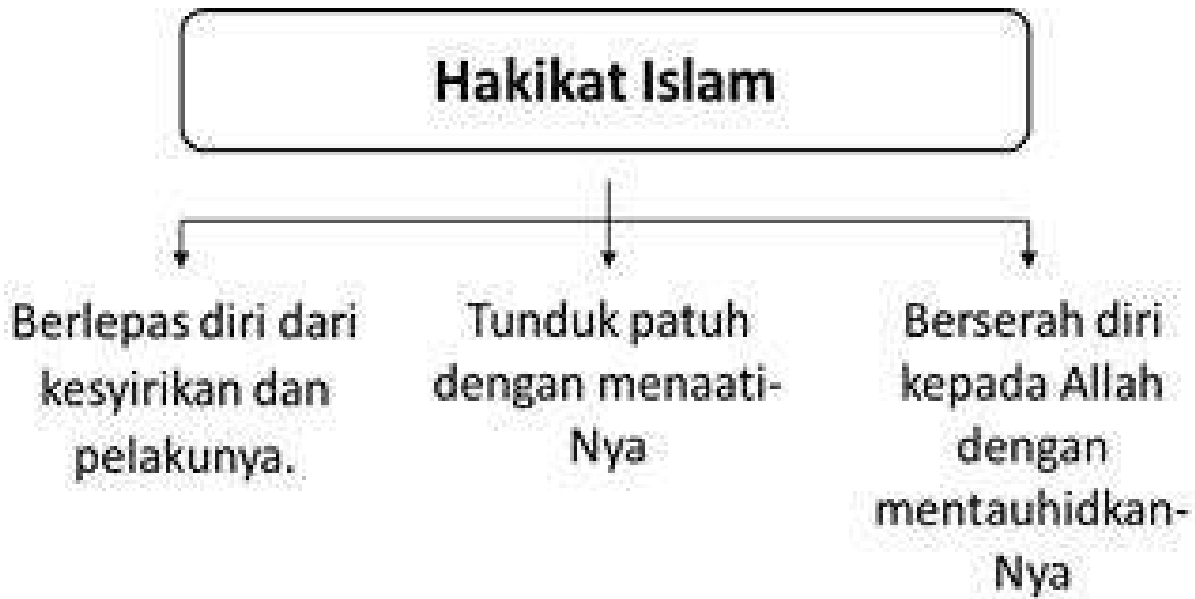 Hakikat Islam
Berlepas diri dari
kesyirikan dan
pelakunya.
Tunduk patuh
dengan menaati-
Nya
Berserah diri
kepada Allah
dengan
mentauhidkan-
Nya